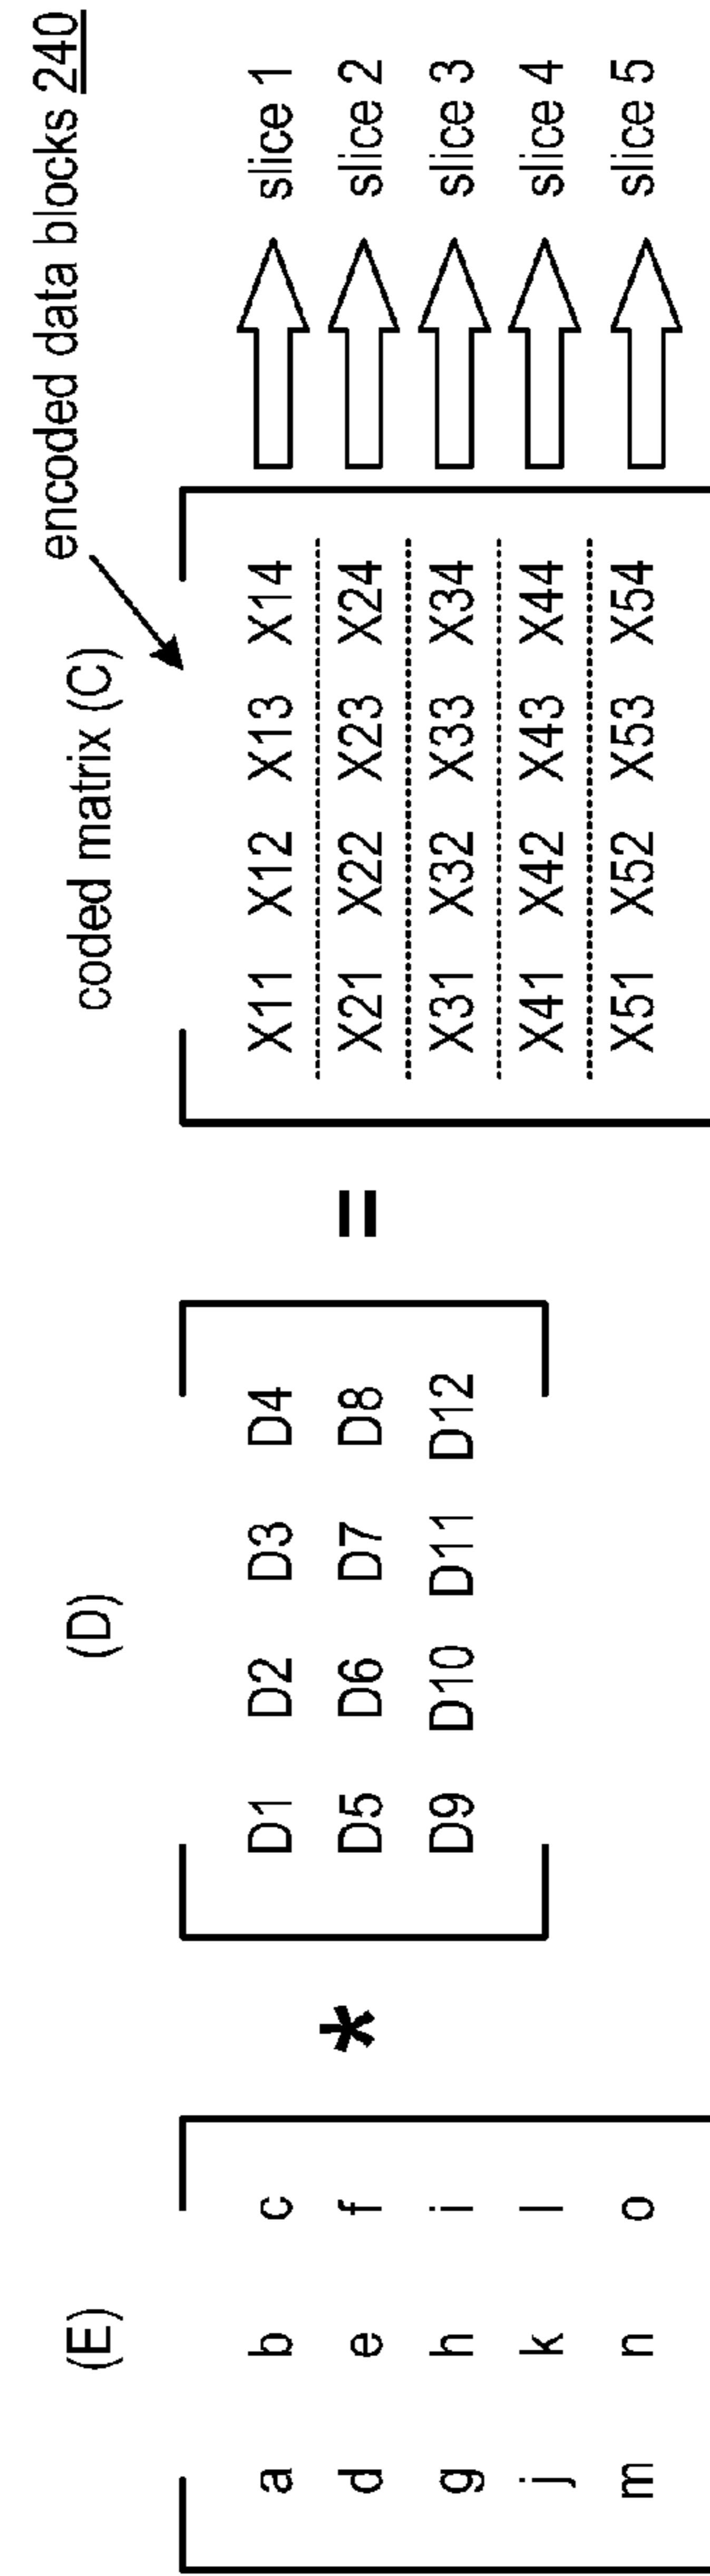 encoded data blocks 240
(E) (D) coded matrix (C)
a b c D1 D2 D3 D4 X11 X12 X13 X14 slice 1
d e f * D5 D6 D7 D8 = X21 X22 X23 X24 slice 2
g h i D9 D10 D11 D12 X31 X32 X33 X34 slice 3
j k l X41 X42 X43 X44 slice 4
m n o X51 X52 X53 X54 slice 5